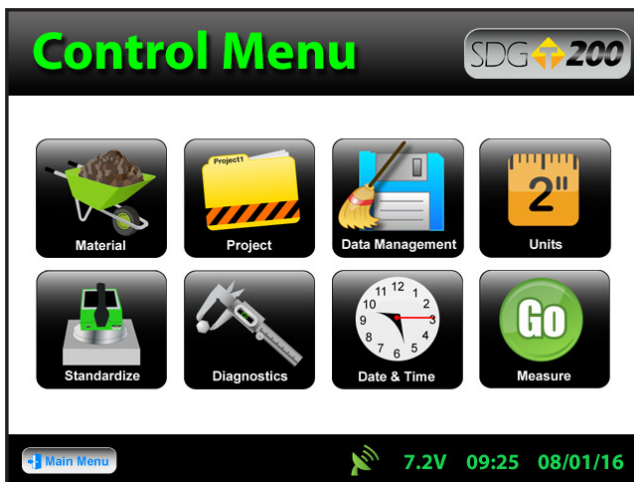 Control Menu
SDG 200
Project1
2"
Material
Project
Data Management
Units
11 12 1
10 2
9 3
8 4
7 6 5
Go
Standardize
Diagnostics
Date & Time
Measure
Main Menu
7.2V 09:25 08/01/16